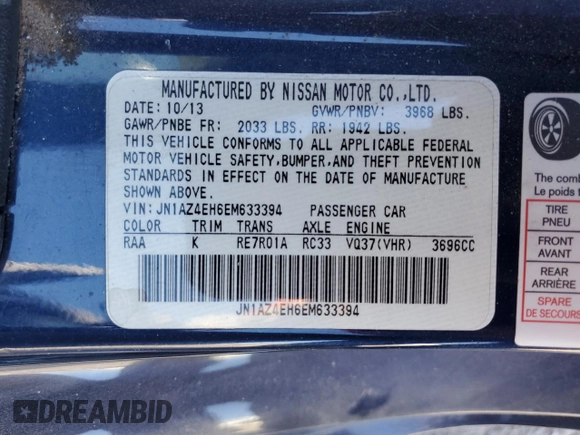 MANUFACTURED BY NISSAN MOTOR CO.,LTD.
DATE: 10/13 GVWR/PNBV: 3968 LBS.
GAWR/PNBE FR: 2033 LBS. RR: 1942 LBS.
THIS VEHICLE CONFORMS TO ALL APPLICABLE FEDERAL
MOTOR VEHICLE SAFETY,BUMPER,AND THEFT PREVENTION
STANDARDS IN EFFECT ON THE DATE OF MANUFACTURE
SHOWN ABOVE.
VIN: JN1AZ4EH6EM633394 PASSENGER CAR
COLOR TRIM TRANS AXLE ENGINE
RAA K RE7R01A RC33 VQ37(VHR) 3696CC
JN1AZ4EH6EM633394
The comb
Le poids t
TIRE
PNEU
FRONT
AVANT
REAR
ARRIÈRE
SPARE
DE SECOURS
DREAMBID